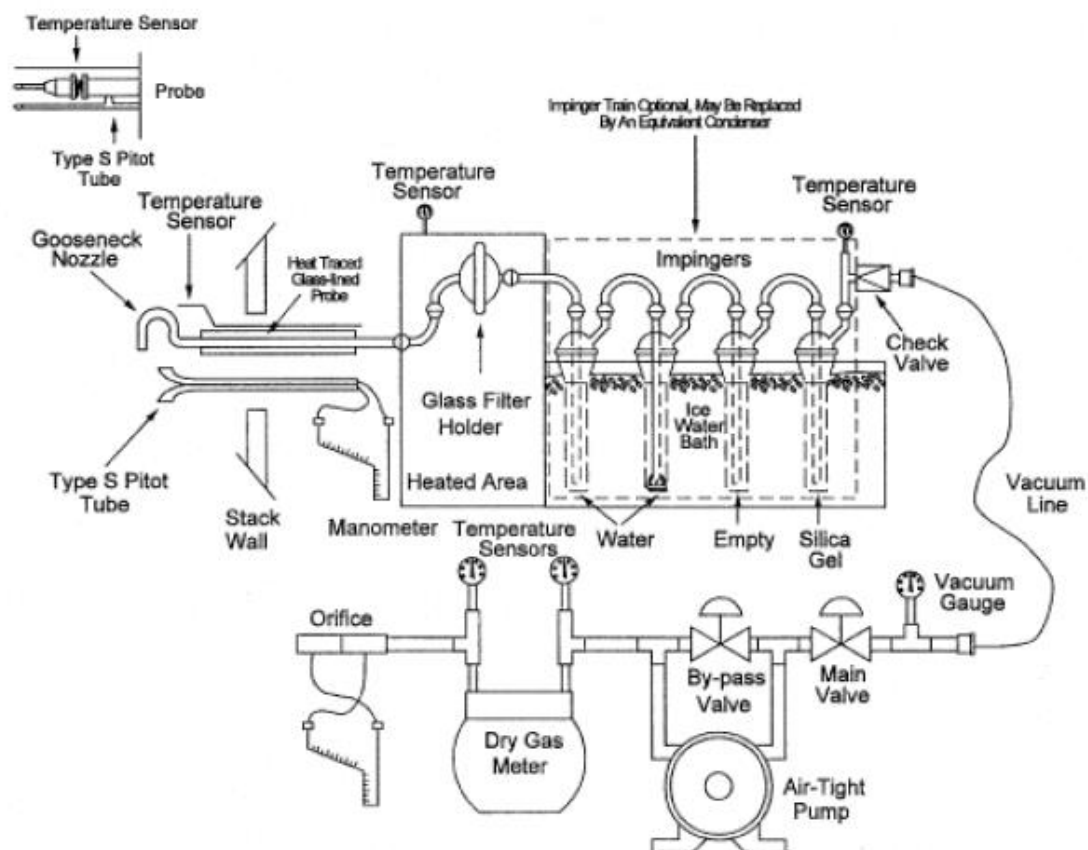 Temperature Sensor
Probe
Type S Pitot
Tube
Impinger Train Optional, May Be Replaced
By An Equivalent Condenser
Temperature
Sensor
Temperature
Sensor
Temperature
Sensor
Gooseneck
Nozzle
Heat Traced
Glass-lined
Probe
Impingers
Check
Valve
Glass Filter
Holder
Ice
Water
Bath
Type S Pitot
Tube
Heated Area
Stack
Wall
Manometer
Water
Empty
Silica
Gel
Vacuum
Line
Temperature
Sensors
Vacuum
Gauge
Orifice
By-pass
Valve
Main
Valve
Dry Gas
Meter
Air-Tight
Pump